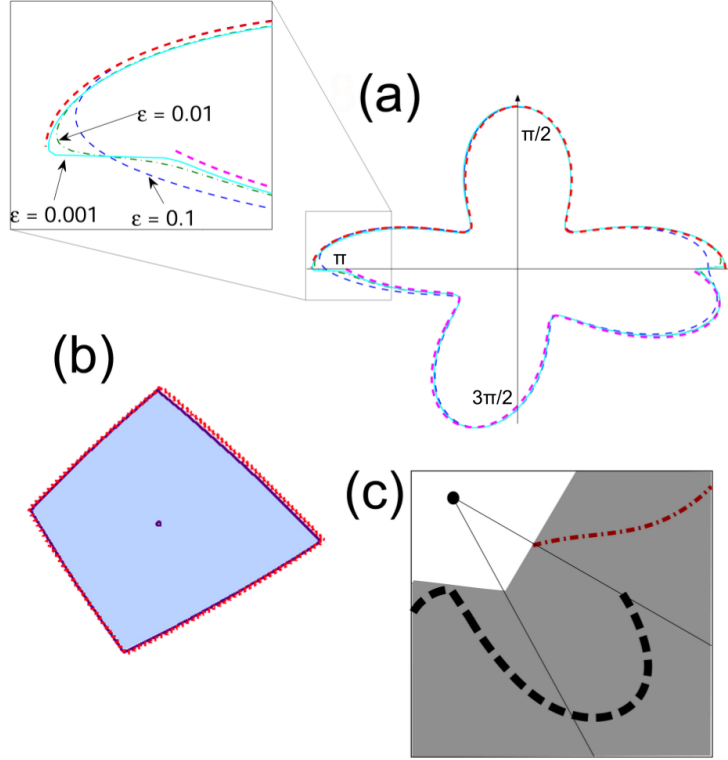 (a)
ε = 0.01
ε = 0.001
ε = 0.1
π/2
π
3π/2
(b)
(c)